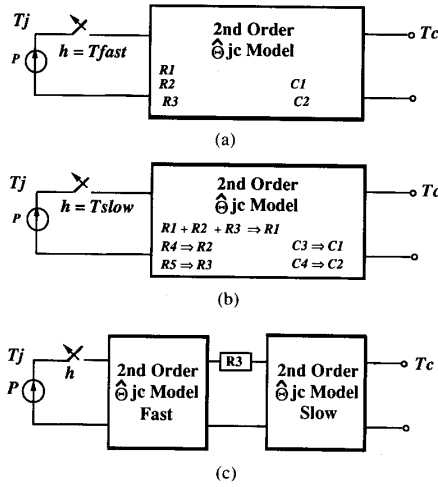 Tj
2nd Order
Θ̂jc Model
Tc
P
h = Tfast
R1
R2
R3
C1
C2
(a)
Tj
2nd Order
Θ̂jc Model
Tc
P
h = Tslow
R1 + R2 + R3 ⇒ R1
R4 ⇒ R2
R5 ⇒ R3
C3 ⇒ C1
C4 ⇒ C2
(b)
Tj
P
h
2nd Order
Θ̂jc Model
Fast
R3
2nd Order
Θ̂jc Model
Slow
Tc
(c)